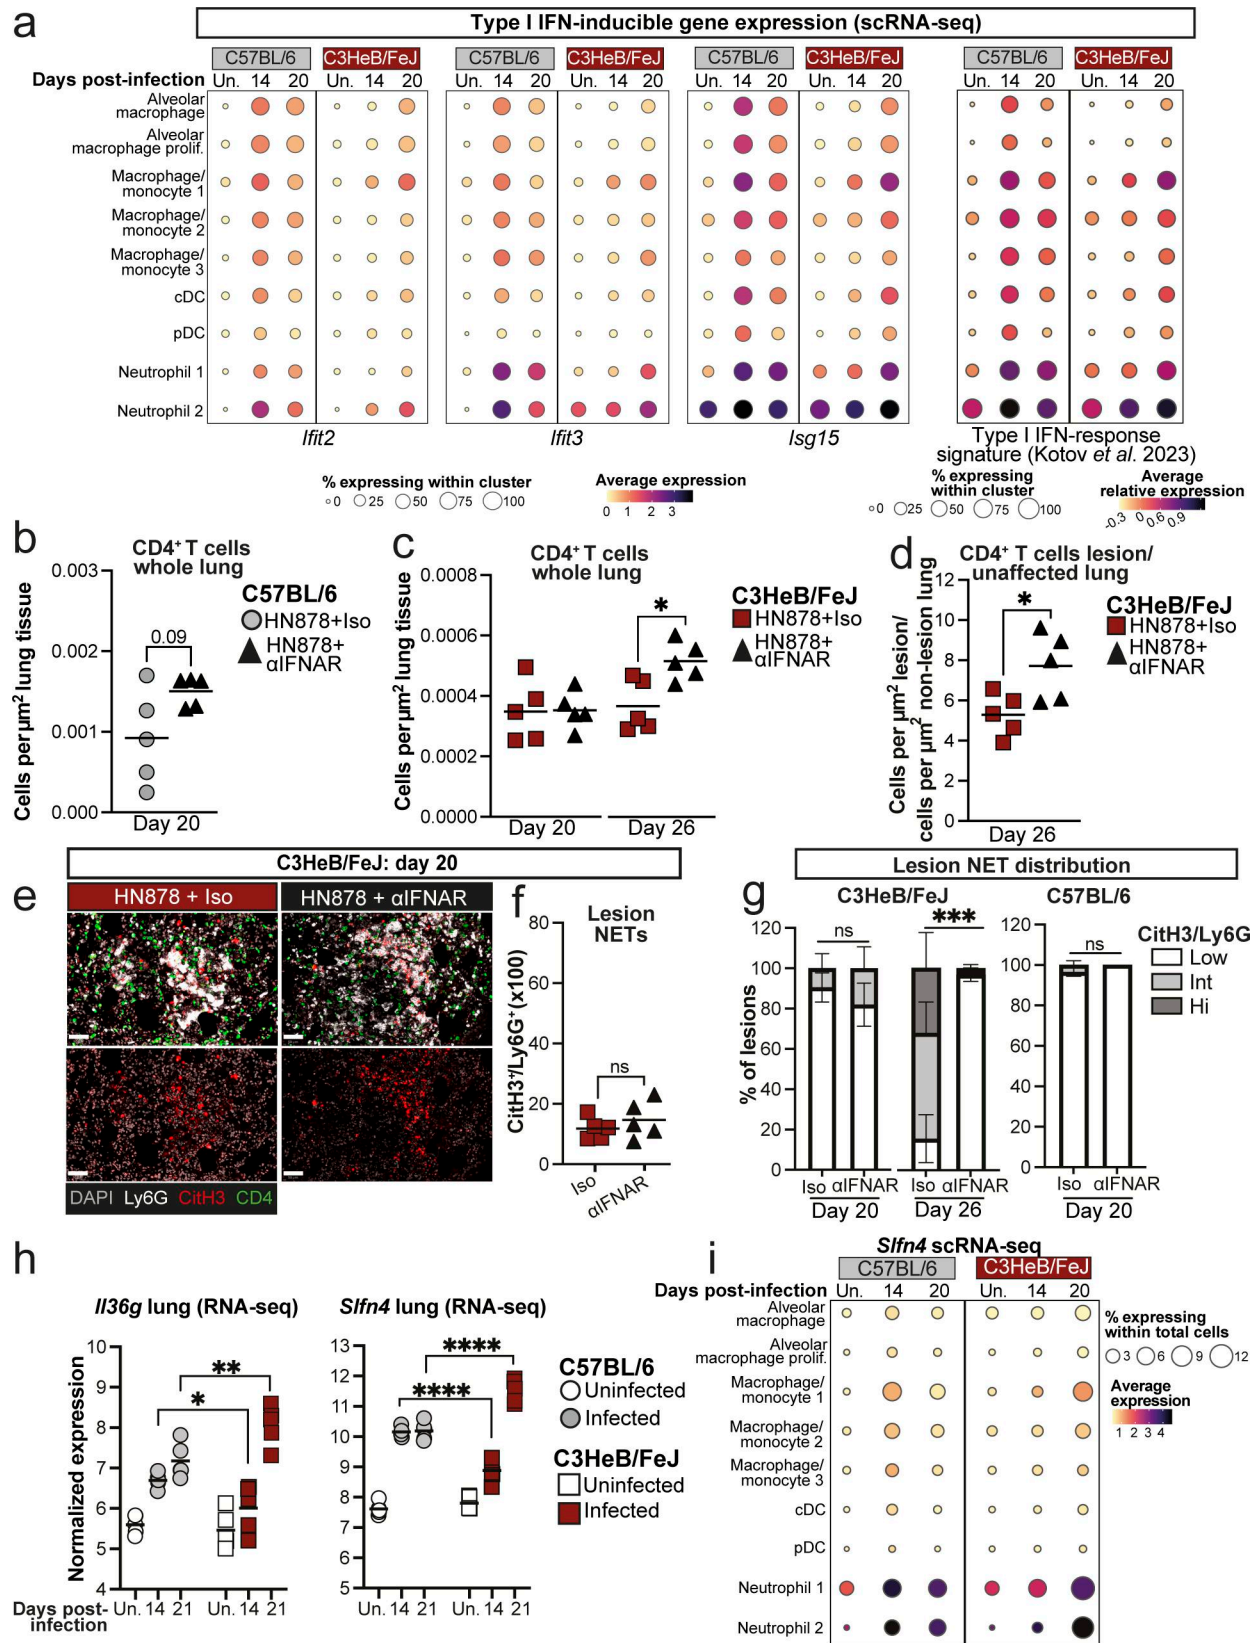 a
Type I IFN-inducible gene expression (scRNA-seq)
C57BL/6 C3HeB/FeJ C57BL/6 C3HeB/FeJ C57BL/6 C3HeB/FeJ C57BL/6 C3HeB/FeJ
Days post-infection Un. 14 20 Un. 14 20 Un. 14 20 Un. 14 20 Un. 14 20 Un. 14 20 Un. 14 20 Un. 14 20
Alveolar
macrophage
Alveolar
macrophage prolif.
Macrophage/
monocyte 1
Macrophage/
monocyte 2
Macrophage/
monocyte 3
cDC
pDC
Neutrophil 1
Neutrophil 2
Ifit2 Ifit3 Isg15
Type I IFN-response
signature (Kotov et al. 2023)
% expressing within cluster
0 25 50 75 100
Average expression
0 1 2 3
% expressing
within cluster
0 25 50 75 100
Average
relative expression
-0.3 0 0.6 0.9
b
CD4+ T cells
whole lung
Cells per µm² lung tissue
0.003
0.002
0.001
0.000
0.09
Day 20
C57BL/6
HN878+Iso
HN878+
αIFNAR
c
CD4+ T cells
whole lung
Cells per µm² lung tissue
0.0008
0.0006
0.0004
0.0002
0.0000
*
Day 20 Day 26
C3HeB/FeJ
HN878+Iso
HN878+
αIFNAR
d
CD4+ T cells lesion/
unaffected lung
Cells per µm² lesion/
cells per µm² non-lesion lung
12
10
8
6
4
2
0
*
Day 26
C3HeB/FeJ
HN878+Iso
HN878+
αIFNAR
C3HeB/FeJ: day 20
e
HN878 + Iso HN878 + αIFNAR
DAPI Ly6G CitH3 CD4
f
Lesion
NETs
CitH3+/Ly6G+(x100)
80
60
40
20
0
ns
Iso αIFNAR
Lesion NET distribution
g
C3HeB/FeJ C57BL/6
% of lesions
120
100
80
60
40
20
0
ns ***
Iso αIFNAR Iso αIFNAR
Day 20 Day 26
120
100
80
60
40
20
0
ns
Iso αIFNAR
Day 20
CitH3/Ly6G
Low
Int
Hi
h
Il36g lung (RNA-seq)
Normalized expression
10
9
8
7
6
5
4
**
*
Days post-
infection
Un. 14 21 Un. 14 21
Slfn4 lung (RNA-seq)
13
12
11
10
9
8
7
6
5
****
****
Un. 14 21 Un. 14 21
C57BL/6
Uninfected
Infected
C3HeB/FeJ
Uninfected
Infected
i
Slfn4 scRNA-seq
C57BL/6 C3HeB/FeJ
Days post-infection Un. 14 20 Un. 14 20
Alveolar
macrophage
Alveolar
macrophage prolif.
Macrophage/
monocyte 1
Macrophage/
monocyte 2
Macrophage/
monocyte 3
cDC
pDC
Neutrophil 1
Neutrophil 2
% expressing
within total cells
3 6 9 12
Average
expression
1 2 3 4